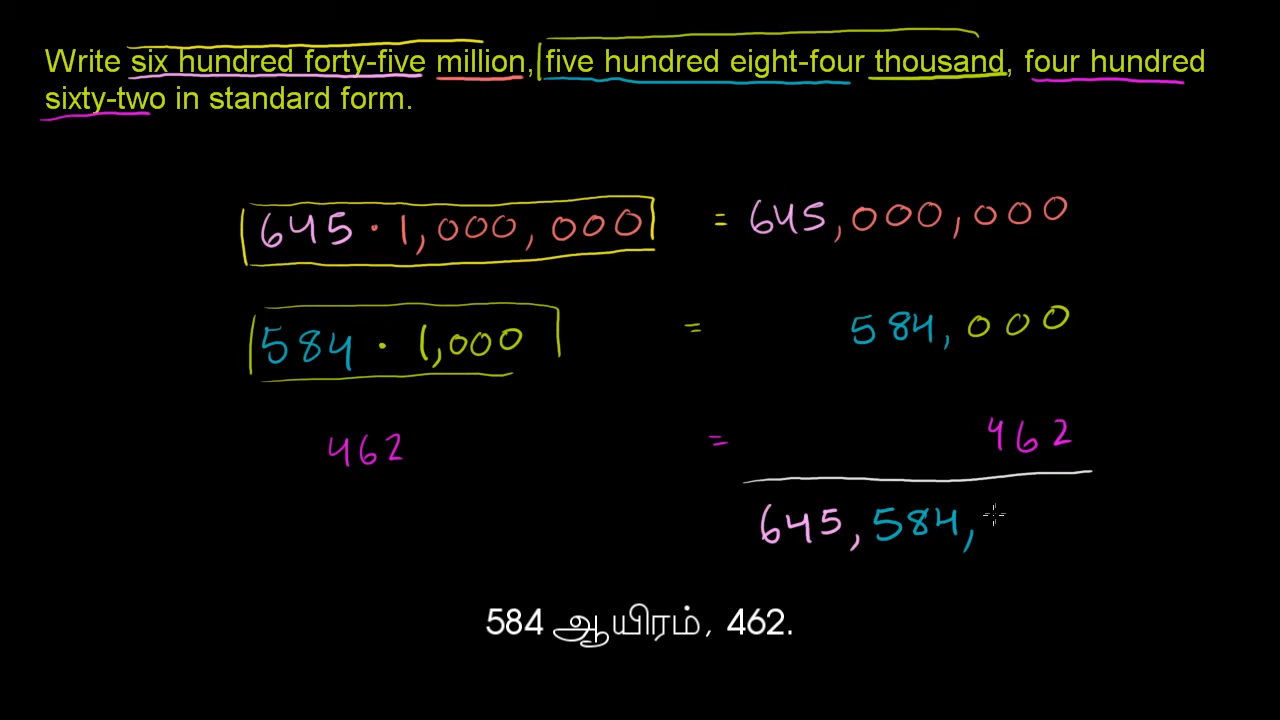 Write six hundred forty-five million, five hundred eight-four thousand, four hundred
sixty-two in standard form.
645 · 1,000,000 = 645,000,000
584 · 1,000 = 584,000
462 = 462
645,584,
584 ஆயிரம், 462.